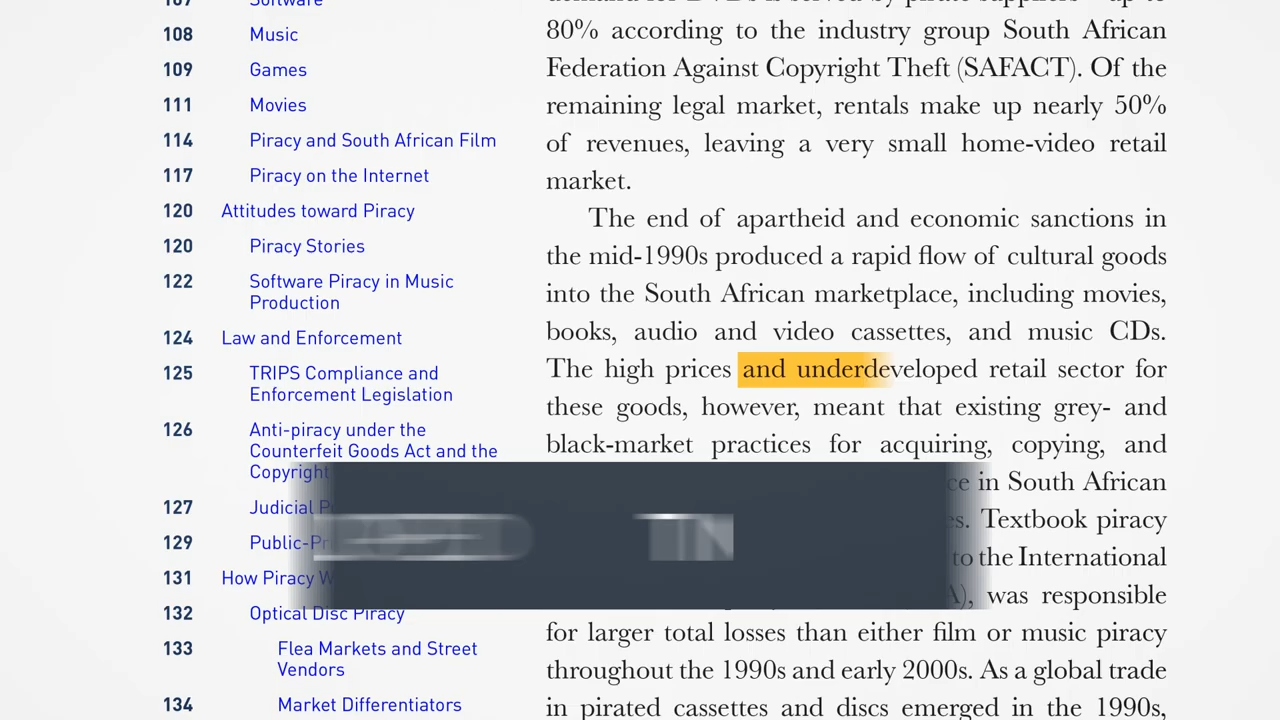 Software
108 Music
109 Games
111 Movies
114 Piracy and South African Film
117 Piracy on the Internet
120 Attitudes toward Piracy
120 Piracy Stories
122 Software Piracy in Music
Production
124 Law and Enforcement
125 TRIPS Compliance and
Enforcement Legislation
126 Anti-piracy under the
Counterfeit Goods Act and the
Copyright
127 Judicial
129
131 How Piracy
132 Optical Disc Piracy
133 Flea Markets and Street
Vendors
134 Market Differentiators
80% according to the industry group South African
Federation Against Copyright Theft (SAFACT). Of the
remaining legal market, rentals make up nearly 50%
of revenues, leaving a very small home-video retail
market.
The end of apartheid and economic sanctions in
the mid-1990s produced a rapid flow of cultural goods
into the South African marketplace, including movies,
books, audio and video cassettes, and music CDs.
The high prices and underdeveloped retail sector for
these goods, however, meant that existing grey- and
black-market practices for acquiring, copying, and
in South African
Textbook piracy
to the International
was responsible
for larger total losses than either film or music piracy
throughout the 1990s and early 2000s. As a global trade
in pirated cassettes and discs emerged in the 1990s,